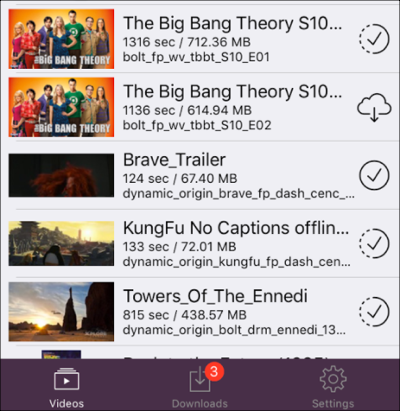 The Big Bang Theory S10...
1316 sec / 712.36 MB
bolt_fp_wv_tbbt_S10_E01
THE BIG BANG THEORY
The Big Bang Theory S10...
1136 sec / 614.94 MB
bolt_fp_wv_tbbt_S10_E02
THE BIG BANG THEORY
Brave_Trailer
124 sec / 67.40 MB
dynamic_origin_brave_fp_dash_cenc_...
KungFu No Captions offlin...
133 sec / 72.01 MB
dynamic_origin_kungfu_fp_dash_cen...
Towers_Of_The_Ennedi
815 sec / 438.57 MB
dynamic_origin_bolt_drm_ennedi_13...
3
Videos
Downloads
Settings